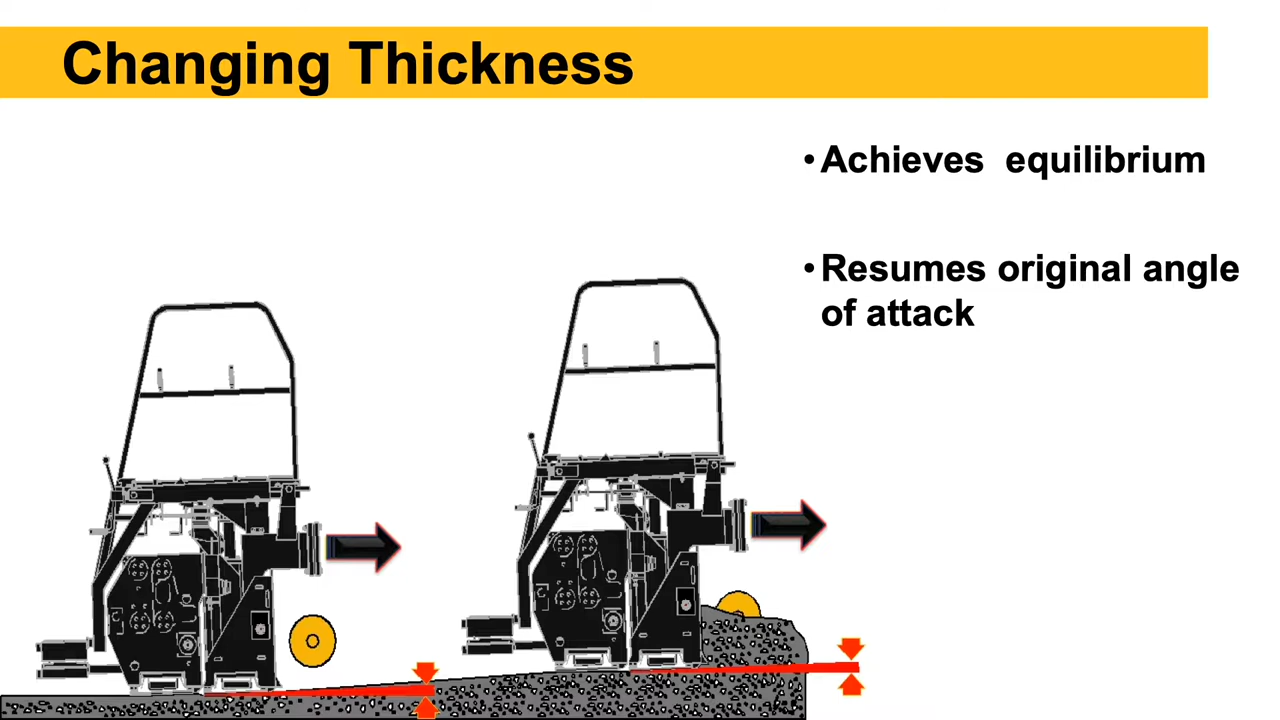 Changing Thickness
•Achieves  equilibrium
•Resumes original angle
of attack